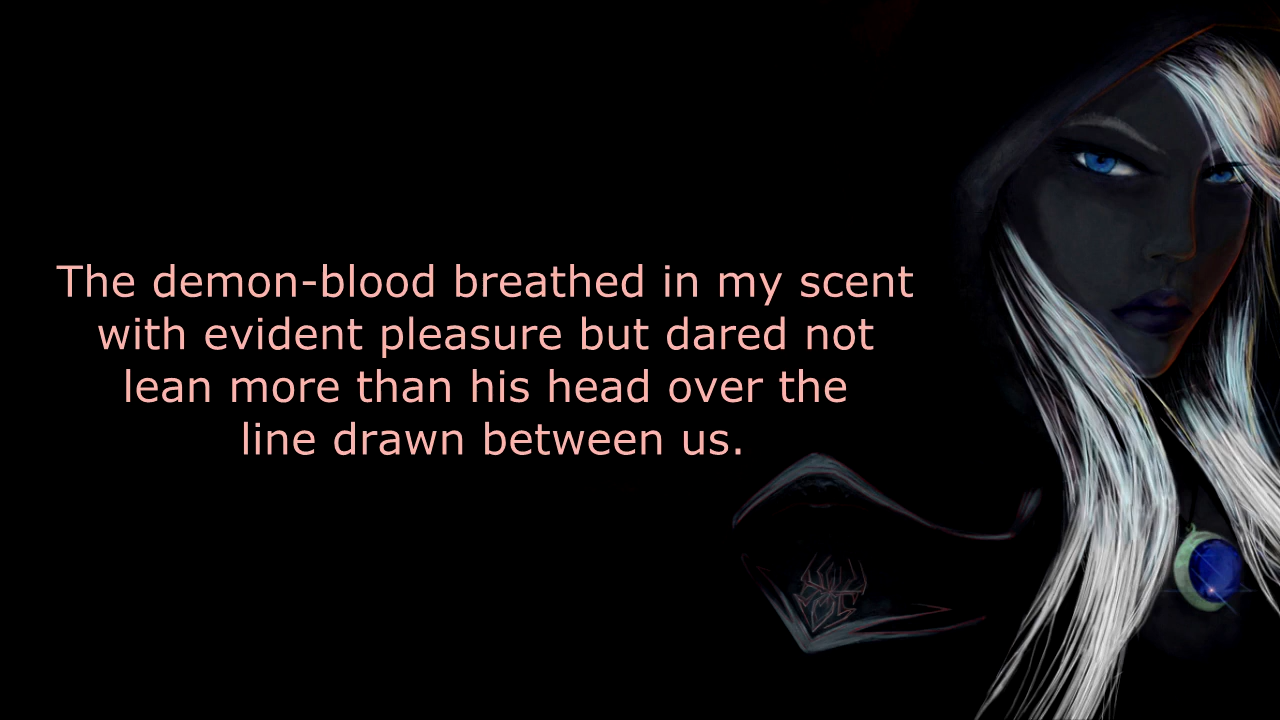 The demon-blood breathed in my scent
with evident pleasure but dared not
lean more than his head over the
line drawn between us.